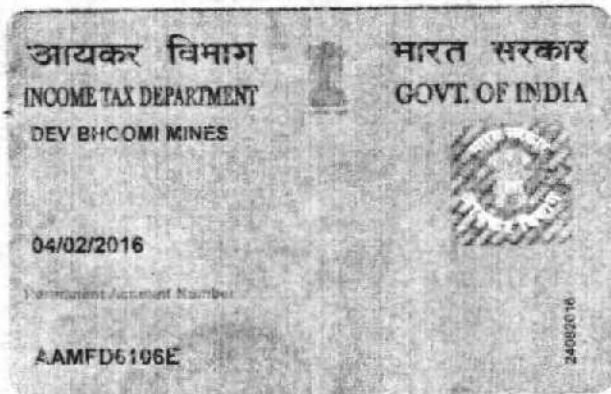 आयकर विभाग
भारत सरकार
INCOME TAX DEPARTMENT
GOVT. OF INDIA
DEV BHOOMI MINES
04/02/2016
Permanent Account Number
AAMFD6106E
24082016